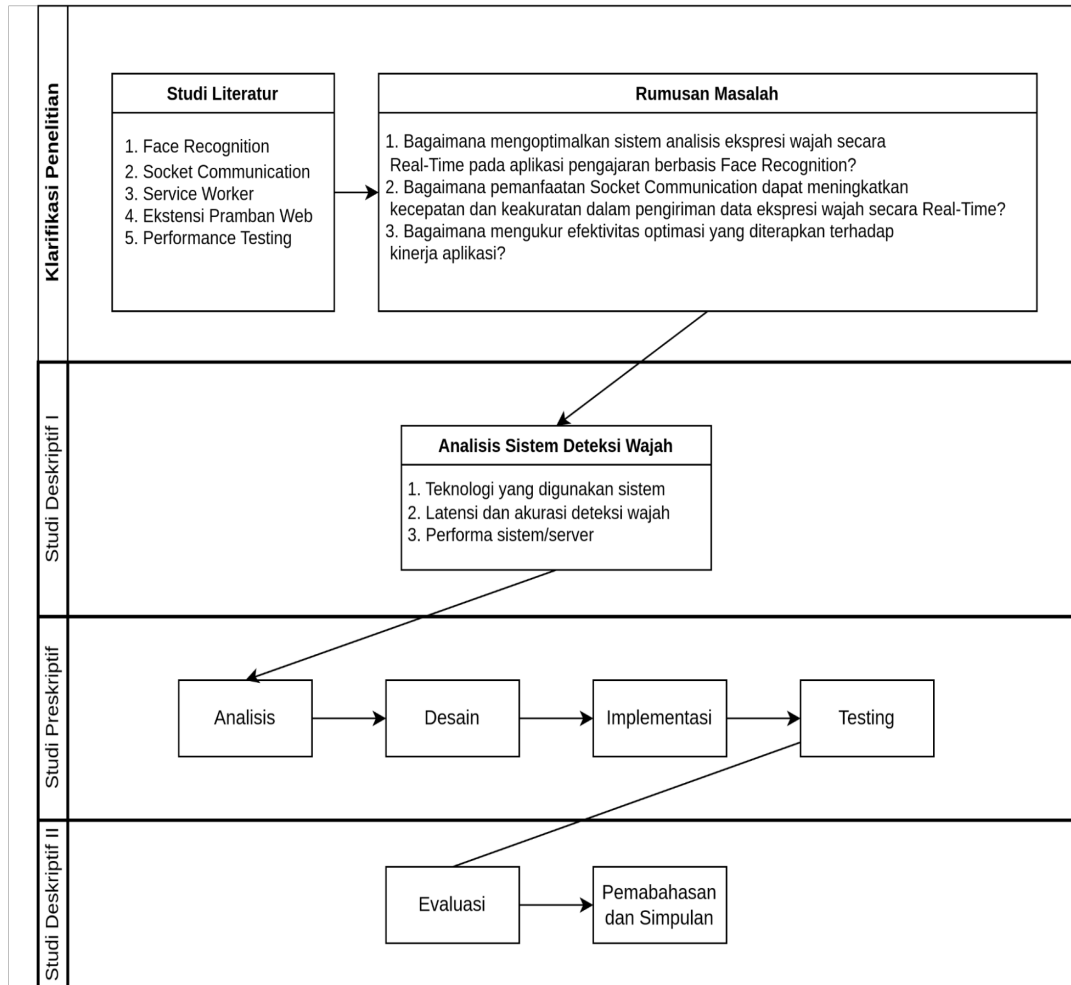 Klarifikasi Penelitian
Studi Literatur
1. Face Recognition
2. Socket Communication
3. Service Worker
4. Ekstensi Pramban Web
5. Performance Testing
Rumusan Masalah
1. Bagaimana mengoptimalkan sistem analisis ekspresi wajah secara
Real-Time pada aplikasi pengajaran berbasis Face Recognition?
2. Bagaimana pemanfaatan Socket Communication dapat meningkatkan
kecepatan dan keakuratan dalam pengiriman data ekspresi wajah secara Real-Time?
3. Bagaimana mengukur efektivitas optimasi yang diterapkan terhadap
kinerja aplikasi?
Studi Deskriptif I
Analisis Sistem Deteksi Wajah
1. Teknologi yang digunakan sistem
2. Latensi dan akurasi deteksi wajah
3. Performa sistem/server
Studi Preskriptif
Analisis
Desain
Implementasi
Testing
Studi Deskriptif II
Evaluasi
Pemabahasan
dan Simpulan